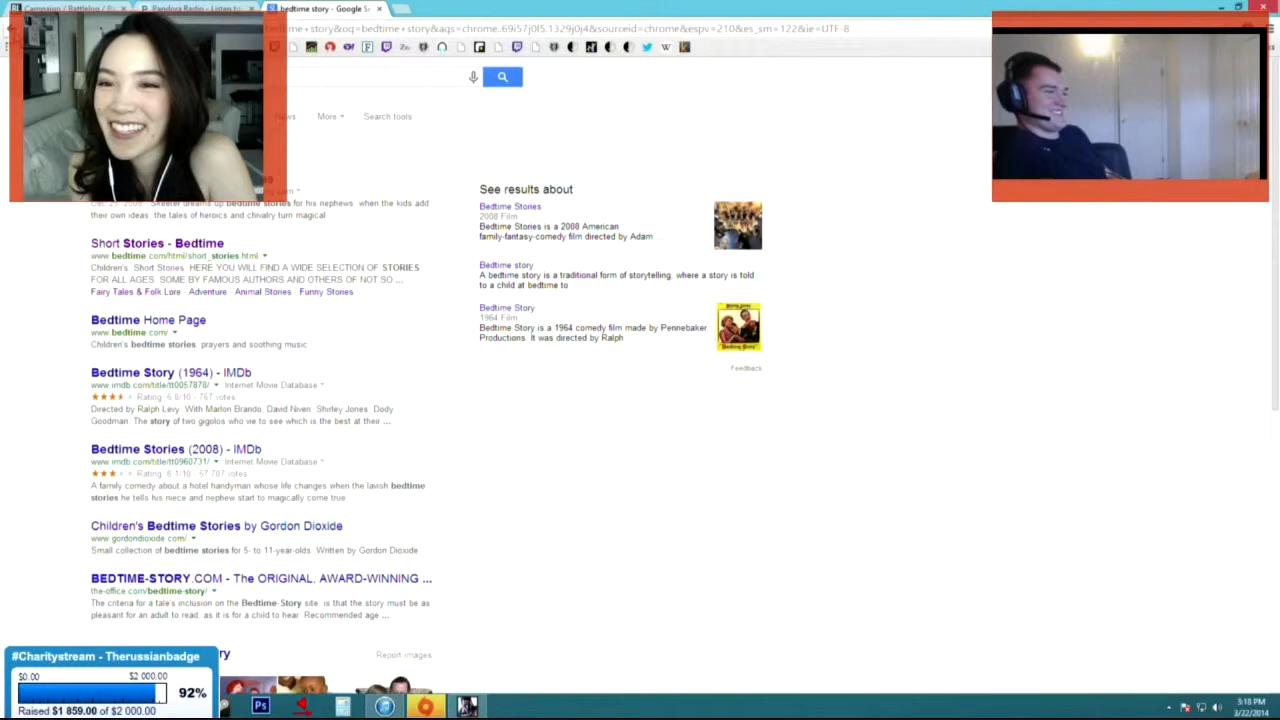 Campaign / Battlelog /
Pandora Radio - Listen to
bedtime story - Google Se
story&oq=bedtime+story&aqs=chrome..69i57j0l5.1329j0j4&sourceid=chrome&espv=210&es_sm=122&ie=UTF-8
News
More
Search tools
Dec 25, 2008 Skeeter dreams up bedtime stories for his nephews, when the kids add
their own ideas, the tales of heroics and chivalry turn magical
Short Stories - Bedtime
www.bedtime.com/html/short_stories.html
Children's Short Stories HERE YOU WILL FIND A WIDE SELECTION OF STORIES
FOR ALL AGES. SOME BY FAMOUS AUTHORS AND OTHERS OF NOT SO ...
Fairy Tales & Folk Lore - Adventure - Animal Stories - Funny Stories
Bedtime Home Page
www.bedtime.com/
Children's bedtime stories, prayers and soothing music
Bedtime Story (1964) - IMDb
www.imdb.com/title/tt0057878/ Internet Movie Database
Rating: 6.8/10 - 767 votes
Directed by Ralph Levy. With Marlon Brando, David Niven, Shirley Jones, Dody
Goodman. The story of two gigolos who vie to see which is the best at their ...
Bedtime Stories (2008) - IMDb
www.imdb.com/title/tt0960731/ Internet Movie Database
Rating: 6.1/10 - 57,707 votes
A family comedy about a hotel handyman whose life changes when the lavish bedtime
stories he tells his niece and nephew start to magically come true
Children's Bedtime Stories by Gordon Dioxide
www.gordondioxide.com/
Small collection of bedtime stories for 5- to 11-year-olds. Written by Gordon Dioxide
BEDTIME-STORY.COM - The ORIGINAL, AWARD-WINNING ...
the-office.com/bedtime-story/
The criteria for a tale's inclusion on the Bedtime-Story site, is that the story must be as
pleasant for an adult to read, as it is for a child to hear. Recommended age ...
ry
Report images
See results about
Bedtime Stories
2008 Film
Bedtime Stories is a 2008 American
family-fantasy-comedy film directed by Adam
Bedtime story
A bedtime story is a traditional form of storytelling, where a story is told
to a child at bedtime to
Bedtime Story
1964 Film
Bedtime Story is a 1964 comedy film made by Pennebaker
Productions. It was directed by Ralph
Feedback
#Charitystream - Therussianbadge
$0.00 $2 000.00
92%
Raised $1 859.00 of $2 000.00
Ps
3:18 PM
3/22/2014